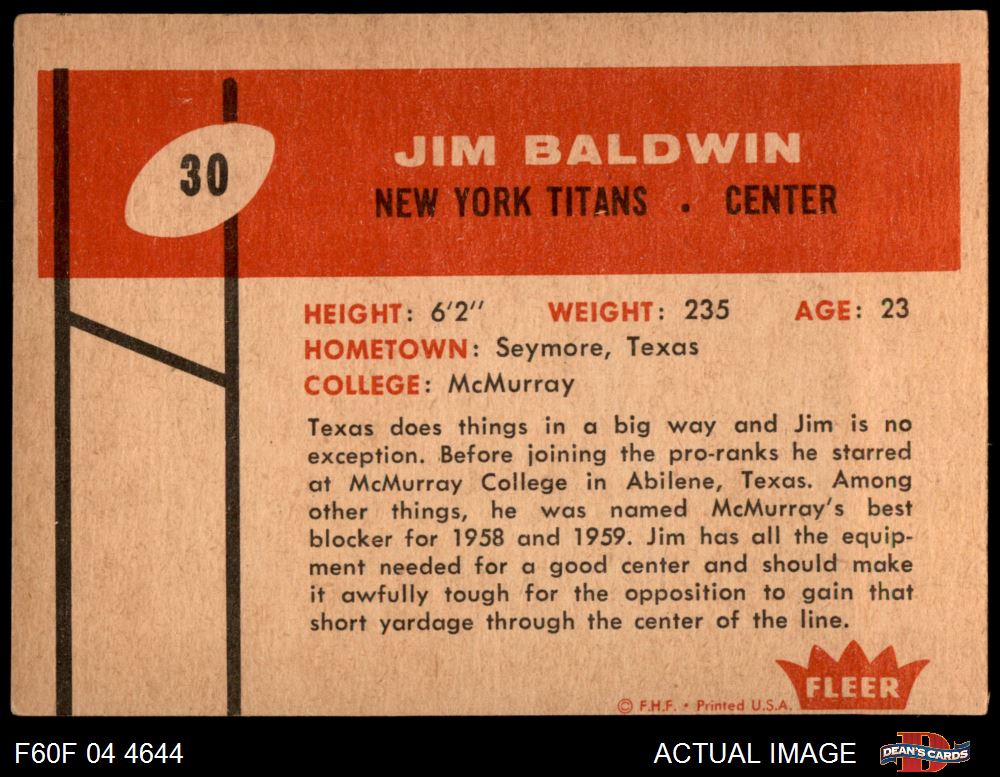 30
JIM BALDWIN
NEW YORK TITANS . CENTER
HEIGHT: 6'2" WEIGHT: 235 AGE: 23
HOMETOWN: Seymore, Texas
COLLEGE: McMurray
Texas does things in a big way and Jim is no
exception. Before joining the pro-ranks he starred
at McMurray College in Abilene, Texas. Among
other things, he was named McMurray's best
blocker for 1958 and 1959. Jim has all the equip-
ment needed for a good center and should make
it awfully tough for the opposition to gain that
short yardage through the center of the line.
FLEER
© F.H.F. • Printed U.S.A.
F60F 04 4644
ACTUAL IMAGE
D
DEAN'S CARDS